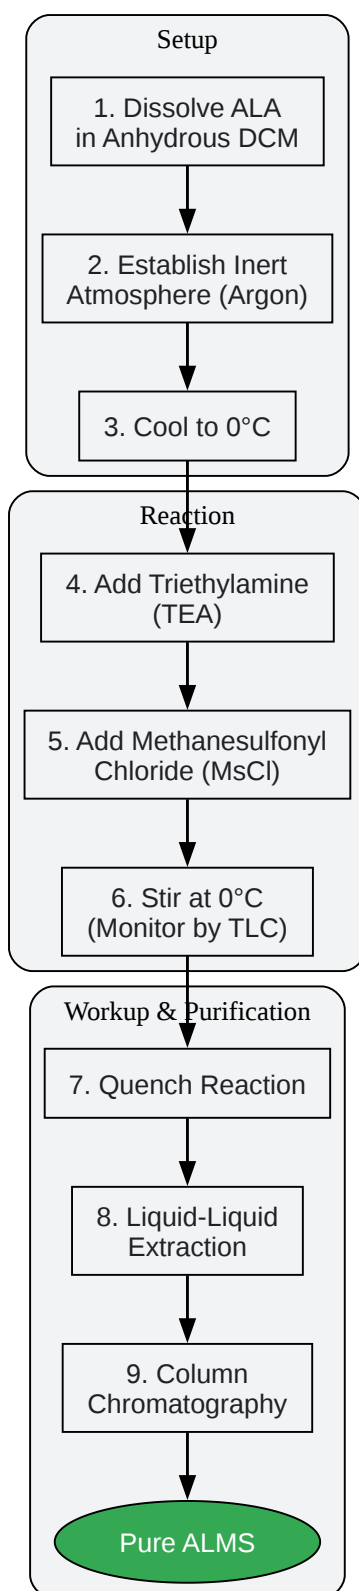 Setup
1. Dissolve ALA
in Anhydrous DCM
2. Establish Inert
Atmosphere (Argon)
3. Cool to 0°C
Reaction
4. Add Triethylamine
(TEA)
5. Add Methanesulfonyl
Chloride (MsCl)
6. Stir at 0°C
(Monitor by TLC)
Workup & Purification
7. Quench Reaction
8. Liquid-Liquid
Extraction
9. Column
Chromatography
Pure ALMS